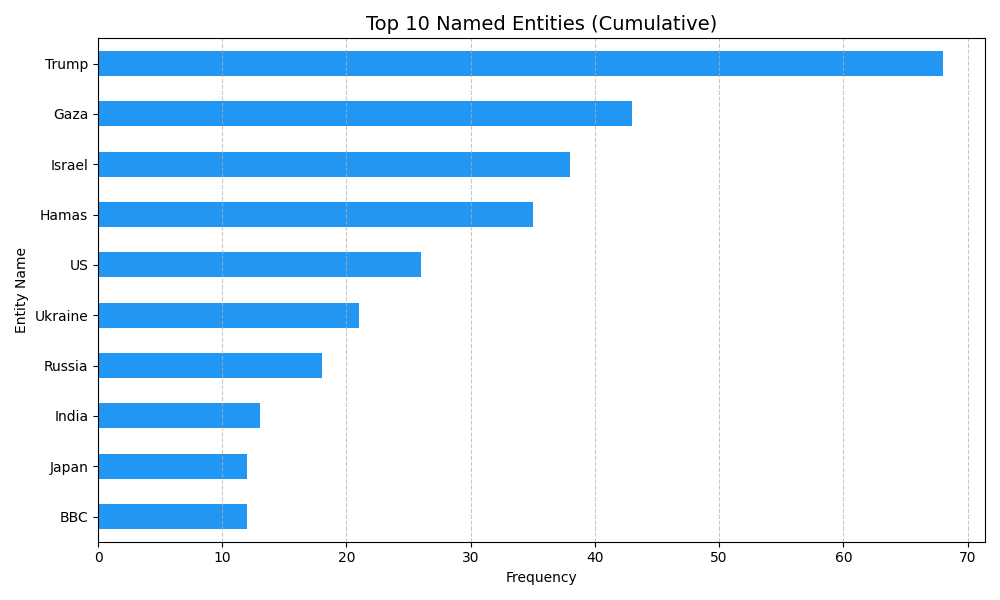 Top 10 Named Entities (Cumulative)
Entity Name
Trump
Gaza
Israel
Hamas
US
Ukraine
Russia
India
Japan
BBC
0 10 20 30 40 50 60 70
Frequency